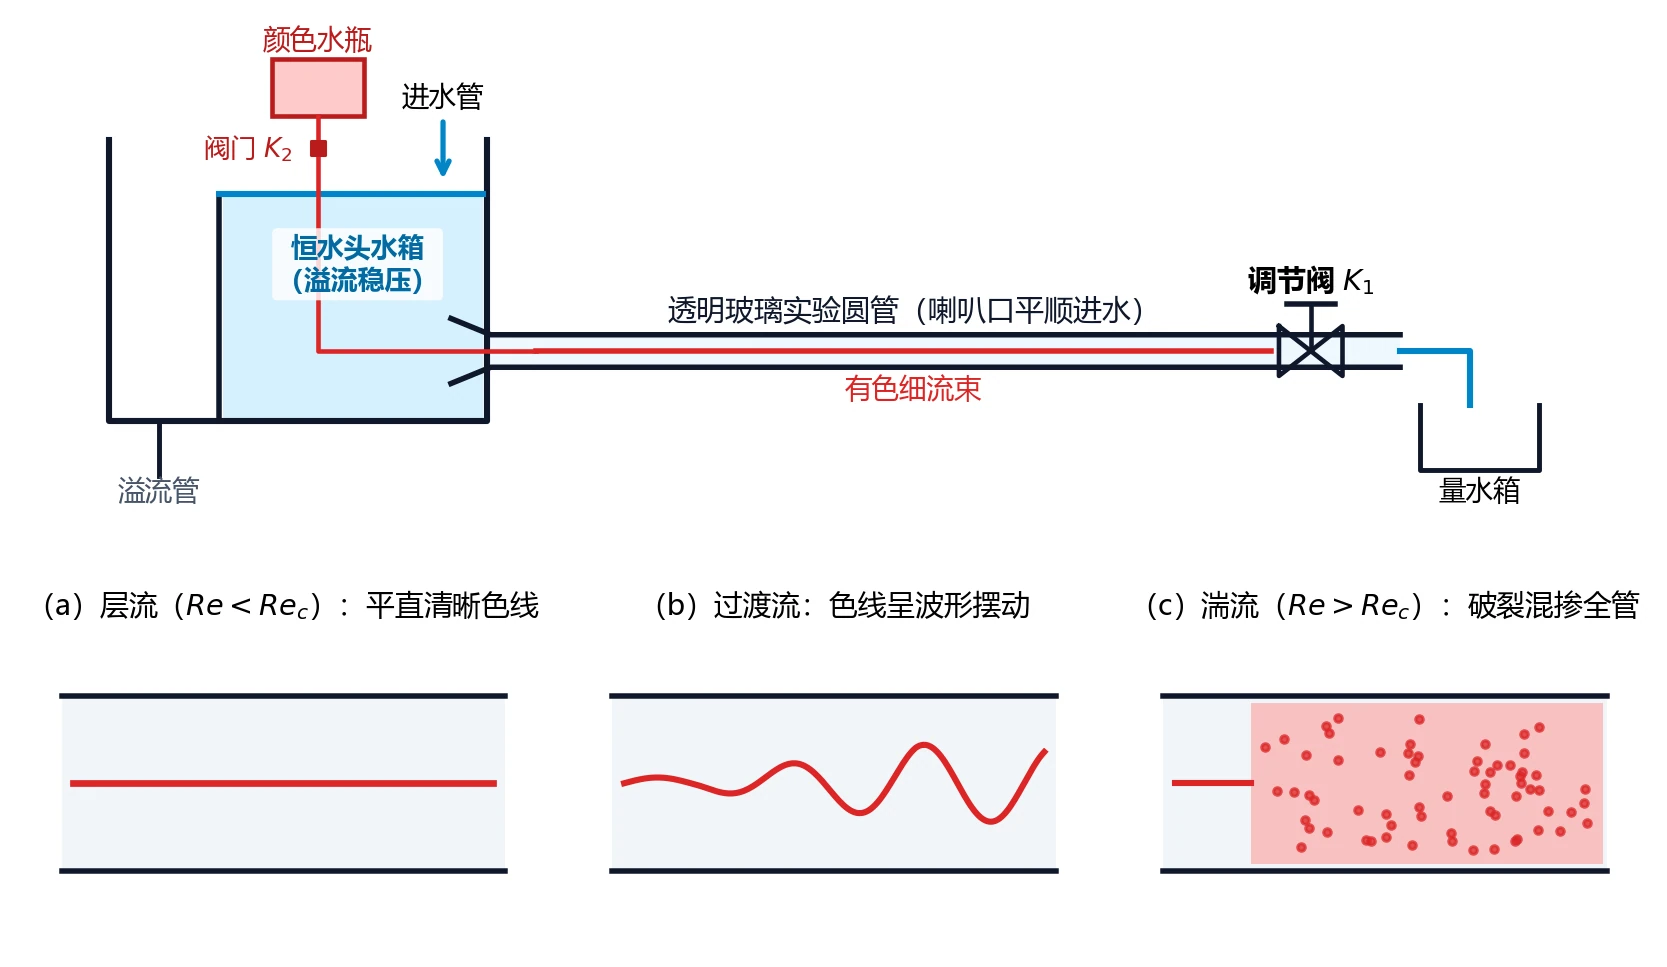 颜色水瓶
进水管
阀门 K₂
恒水头水箱
（溢流稳压）
调节阀 K₁
透明玻璃实验圆管（喇叭口平顺进水）
有色细流束
溢流管
量水箱
（a）层流（Re < Re_c）：平直清晰色线
（b）过渡流：色线呈波形摆动
（c）湍流（Re > Re_c）：破裂混掺全管